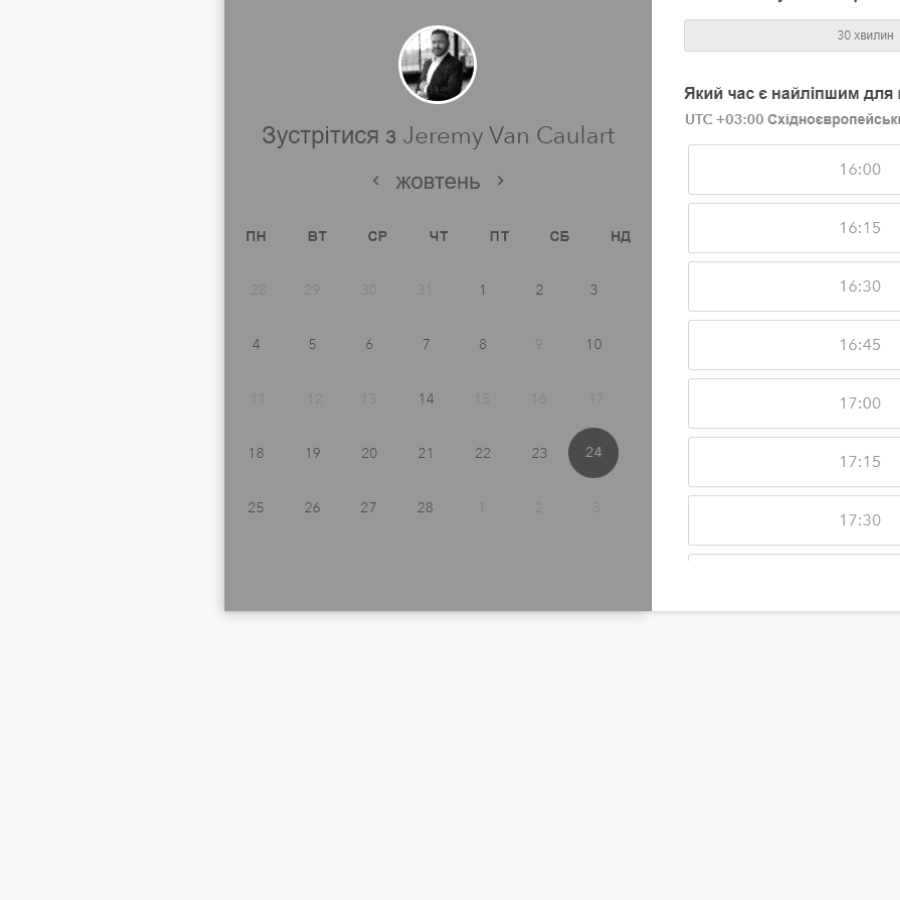 Зустрітися з Jeremy Van Caulart
жовтень
ПН ВТ СР ЧТ ПТ СБ НД
28 29 30 31 1 2 3
4 5 6 7 8 9 10
11 12 13 14 15 16 17
18 19 20 21 22 23 24
25 26 27 28 1 2 3
30 хвилин
Який час є найліпшим для
UTC +03:00
16:00
16:15
16:30
16:45
17:00
17:15
17:30